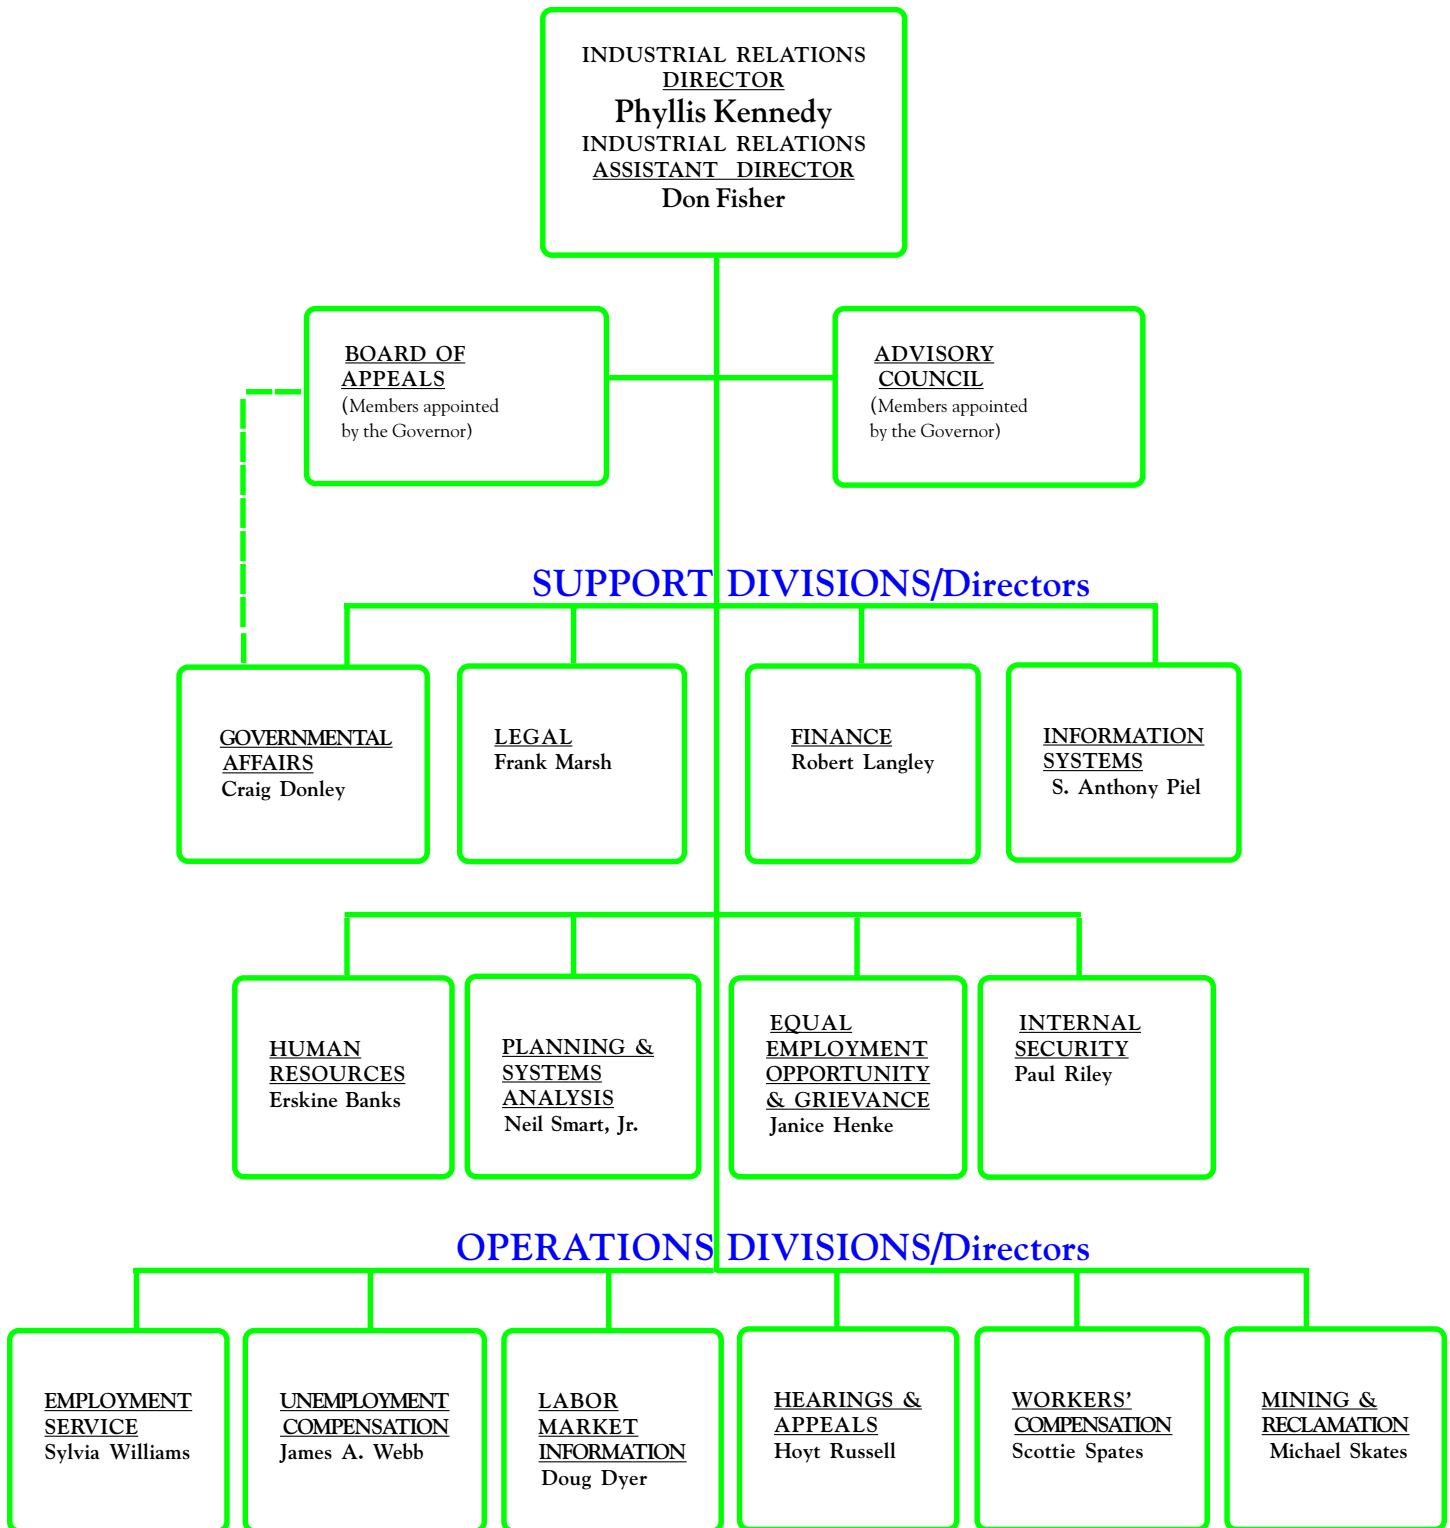 INDUSTRIAL RELATIONS
DIRECTOR
Phyllis Kennedy
INDUSTRIAL RELATIONS
ASSISTANT DIRECTOR
Don Fisher
BOARD OF
APPEALS
(Members appointed
by the Governor)
ADVISORY
COUNCIL
(Members appointed
by the Governor)
SUPPORT DIVISIONS/Directors
GOVERNMENTAL
AFFAIRS
Craig Donley
LEGAL
Frank Marsh
FINANCE
Robert Langley
INFORMATION
SYSTEMS
S. Anthony Piel
HUMAN
RESOURCES
Erskine Banks
PLANNING &
SYSTEMS
ANALYSIS
Neil Smart, Jr.
EQUAL
EMPLOYMENT
OPPORTUNITY
& GRIEVANCE
Janice Henke
INTERNAL
SECURITY
Paul Riley
OPERATIONS DIVISIONS/Directors
EMPLOYMENT
SERVICE
Sylvia Williams
UNEMPLOYMENT
COMPENSATION
James A. Webb
LABOR
MARKET
INFORMATION
Doug Dyer
HEARINGS &
APPEALS
Hoyt Russell
WORKERS’
COMPENSATION
Scottie Spates
MINING &
RECLAMATION
Michael Skates